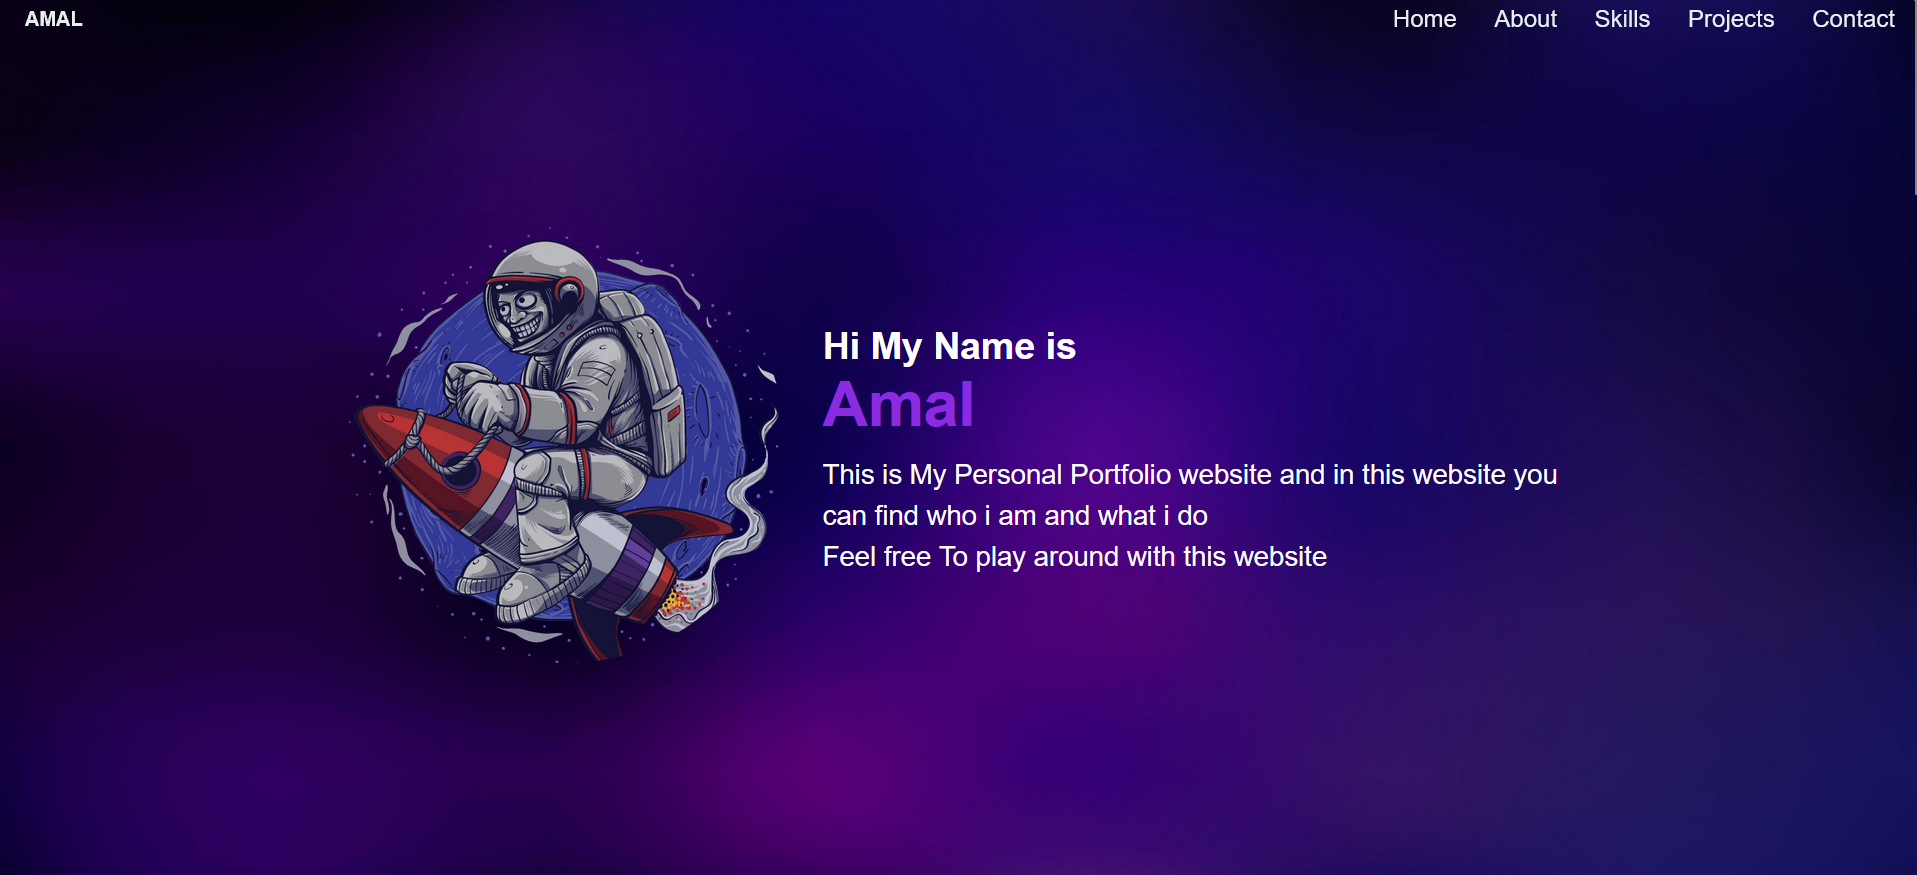 AMAL
Home About Skills Projects Contact
Hi My Name is
Amal
This is My Personal Portfolio website and in this website you
can find who i am and what i do
Feel free To play around with this website